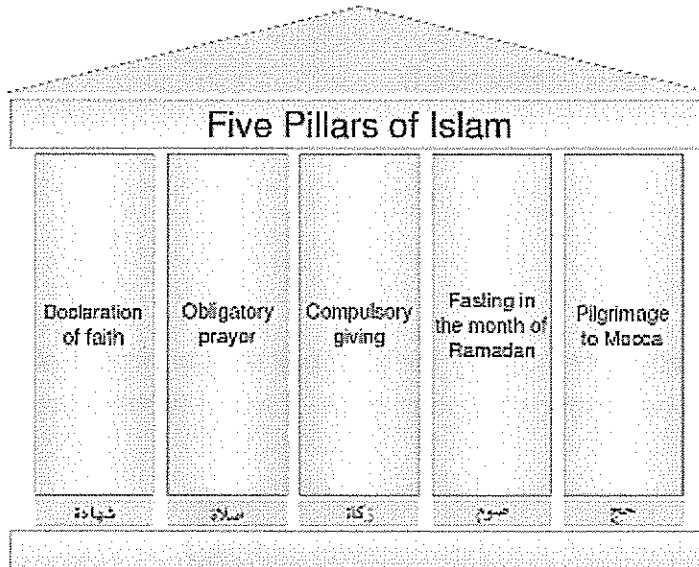 Five Pillars of Islam
Declaration
of faith
Obligatory
prayer
Compulsory
giving
Fasting in
the month of
Ramadan
Pilgrimage
to Mecca
شهادة
صلاة
زكاة
صوم
حج